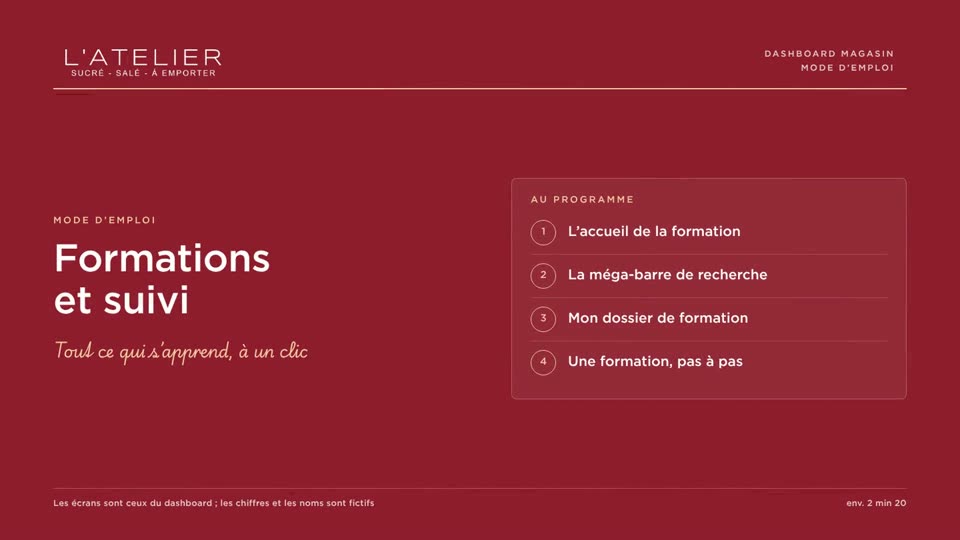 L'ATELIER
SUCRÉ - SALÉ - À EMPORTER
DASHBOARD MAGASIN
MODE D'EMPLOI
MODE D'EMPLOI
Formations
et suivi
Tout ce qui s'apprend, à un clic
AU PROGRAMME
1 L'accueil de la formation
2 La méga-barre de recherche
3 Mon dossier de formation
4 Une formation, pas à pas
Les écrans sont ceux du dashboard ; les chiffres et les noms sont fictifs
env. 2 min 20